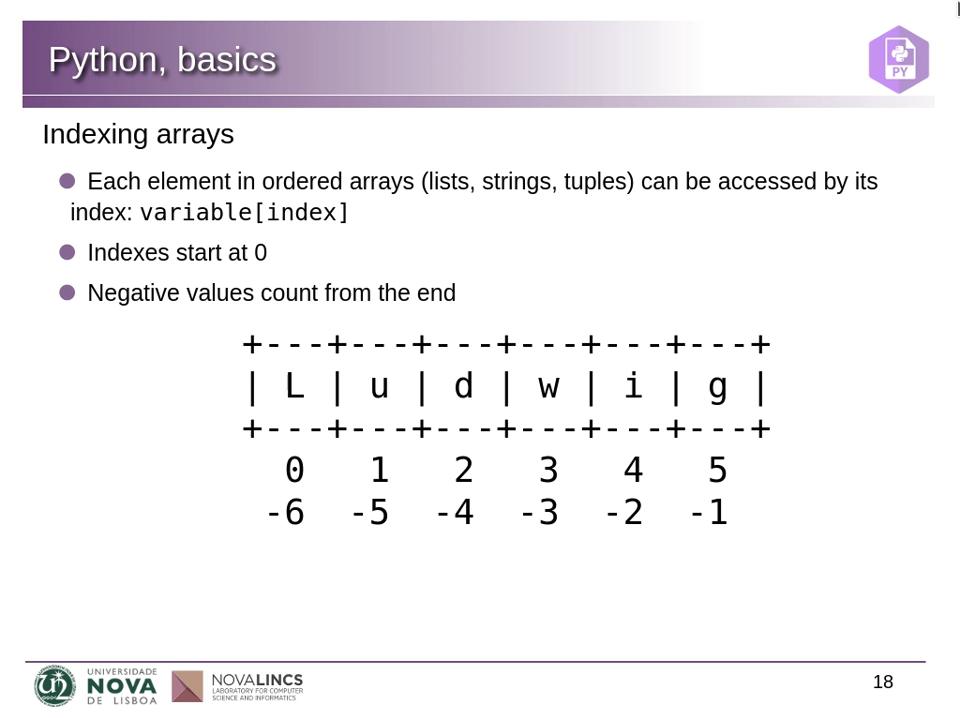 Python, basics
PY
Indexing arrays
● Each element in ordered arrays (lists, strings, tuples) can be accessed by its
index: variable[index]
● Indexes start at 0
● Negative values count from the end
+---+---+---+---+---+---+
| L | u | d | w | i | g |
+---+---+---+---+---+---+
  0   1   2   3   4   5
 -6  -5  -4  -3  -2  -1
UNIVERSIDADE
NOVA
DE LISBOA
NOVALINCS
LABORATORY FOR COMPUTER
SCIENCE AND INFORMATICS
18